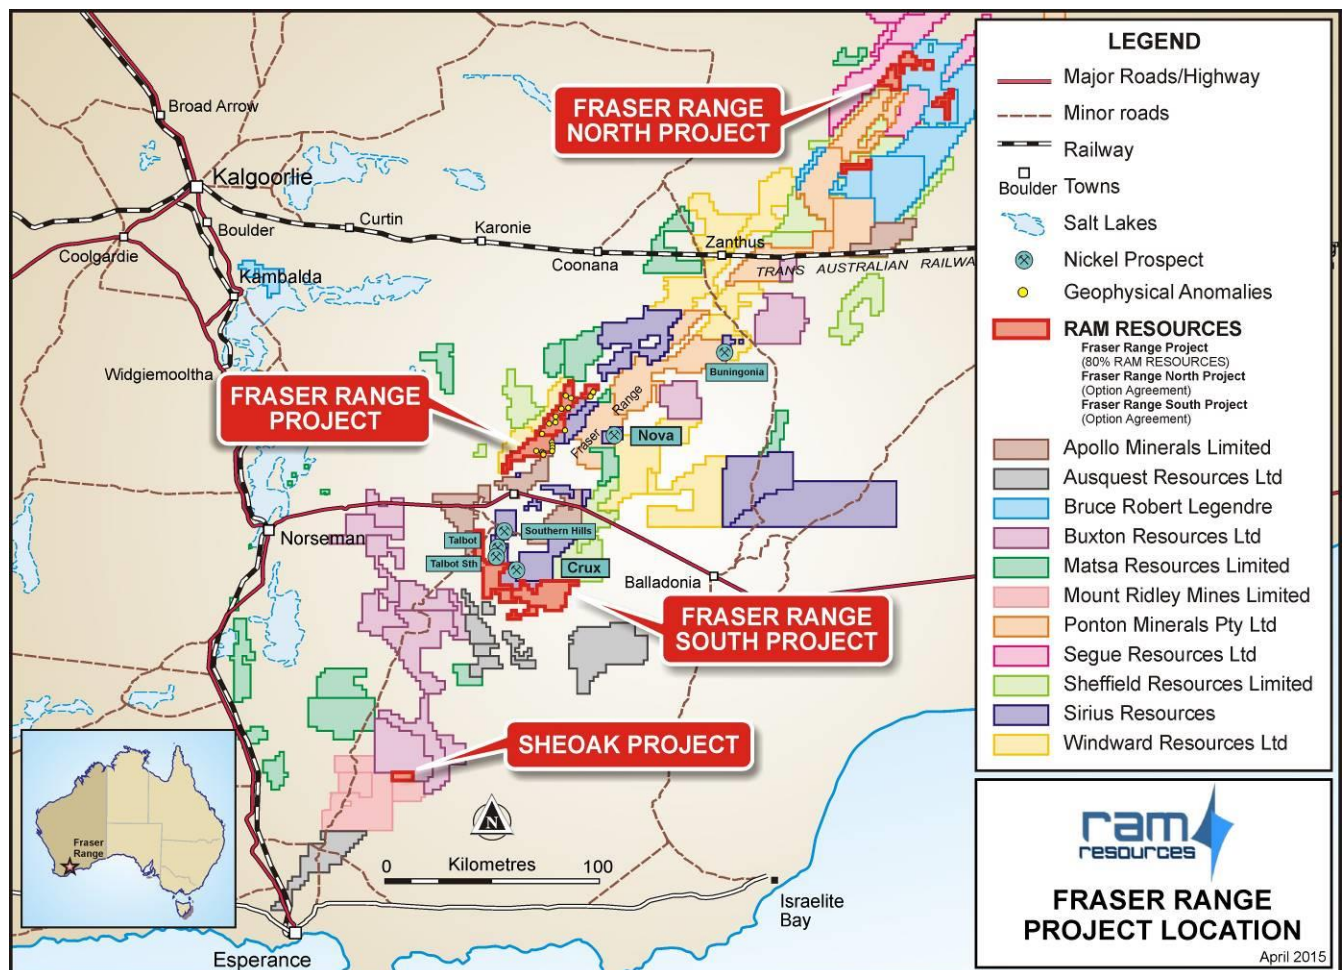 Broad Arrow
Kalgoorlie
Boulder
Coolgardie
Kambalda
Curtin
Karonie
Coonana
Zanthus
TRANS AUSTRALIAN RAILWA
Widgiemooltha
FRASER RANGE
NORTH PROJECT
FRASER RANGE
PROJECT
Buningonia
Fraser Range
Nova
Norseman
Southern Hills
Talbot
Talbot Sth
Crux
Balladonia
FRASER RANGE
SOUTH PROJECT
SHEOAK PROJECT
N
0 Kilometres 100
Israelite
Bay
Esperance
Fraser
Range
LEGEND
Major Roads/Highway
Minor roads
Railway
Boulder Towns
Salt Lakes
Nickel Prospect
Geophysical Anomalies
RAM RESOURCES
Fraser Range Project
(80% RAM RESOURCES)
Fraser Range North Project
(Option Agreement)
Fraser Range South Project
(Option Agreement)
Apollo Minerals Limited
Ausquest Resources Ltd
Bruce Robert Legendre
Buxton Resources Ltd
Matsa Resources Limited
Mount Ridley Mines Limited
Ponton Minerals Pty Ltd
Segue Resources Ltd
Sheffield Resources Limited
Sirius Resources
Windward Resources Ltd
ram
resources
FRASER RANGE
PROJECT LOCATION
April 2015